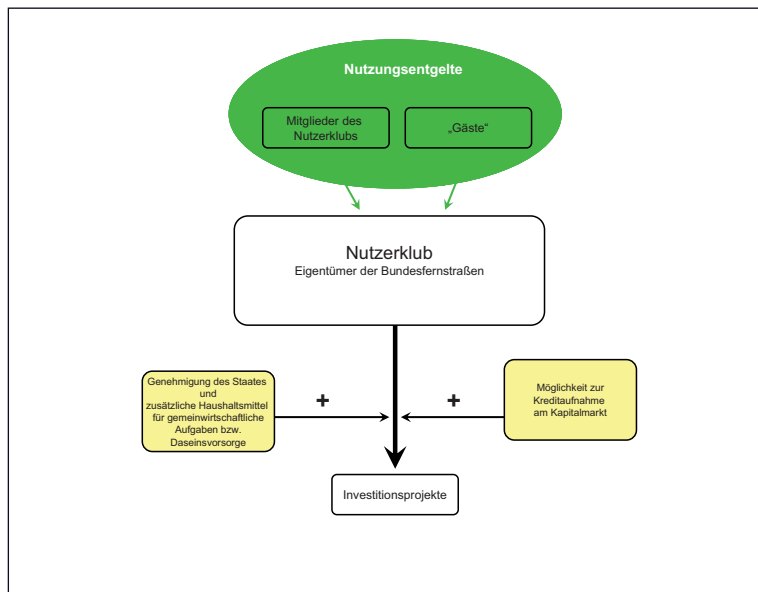 Nutzungsentgelte
Mitglieder des
Nutzerklubs
„Gäste“
Nutzerklub
Eigentümer der Bundesfernstraßen
Genehmigung des Staates
und
zusätzliche Haushaltsmittel
für gemeinwirtschaftliche
Aufgaben bzw.
Daseinsvorsorge
+
+
Möglichkeit zur
Kreditaufnahme
am Kapitalmarkt
Investitionsprojekte